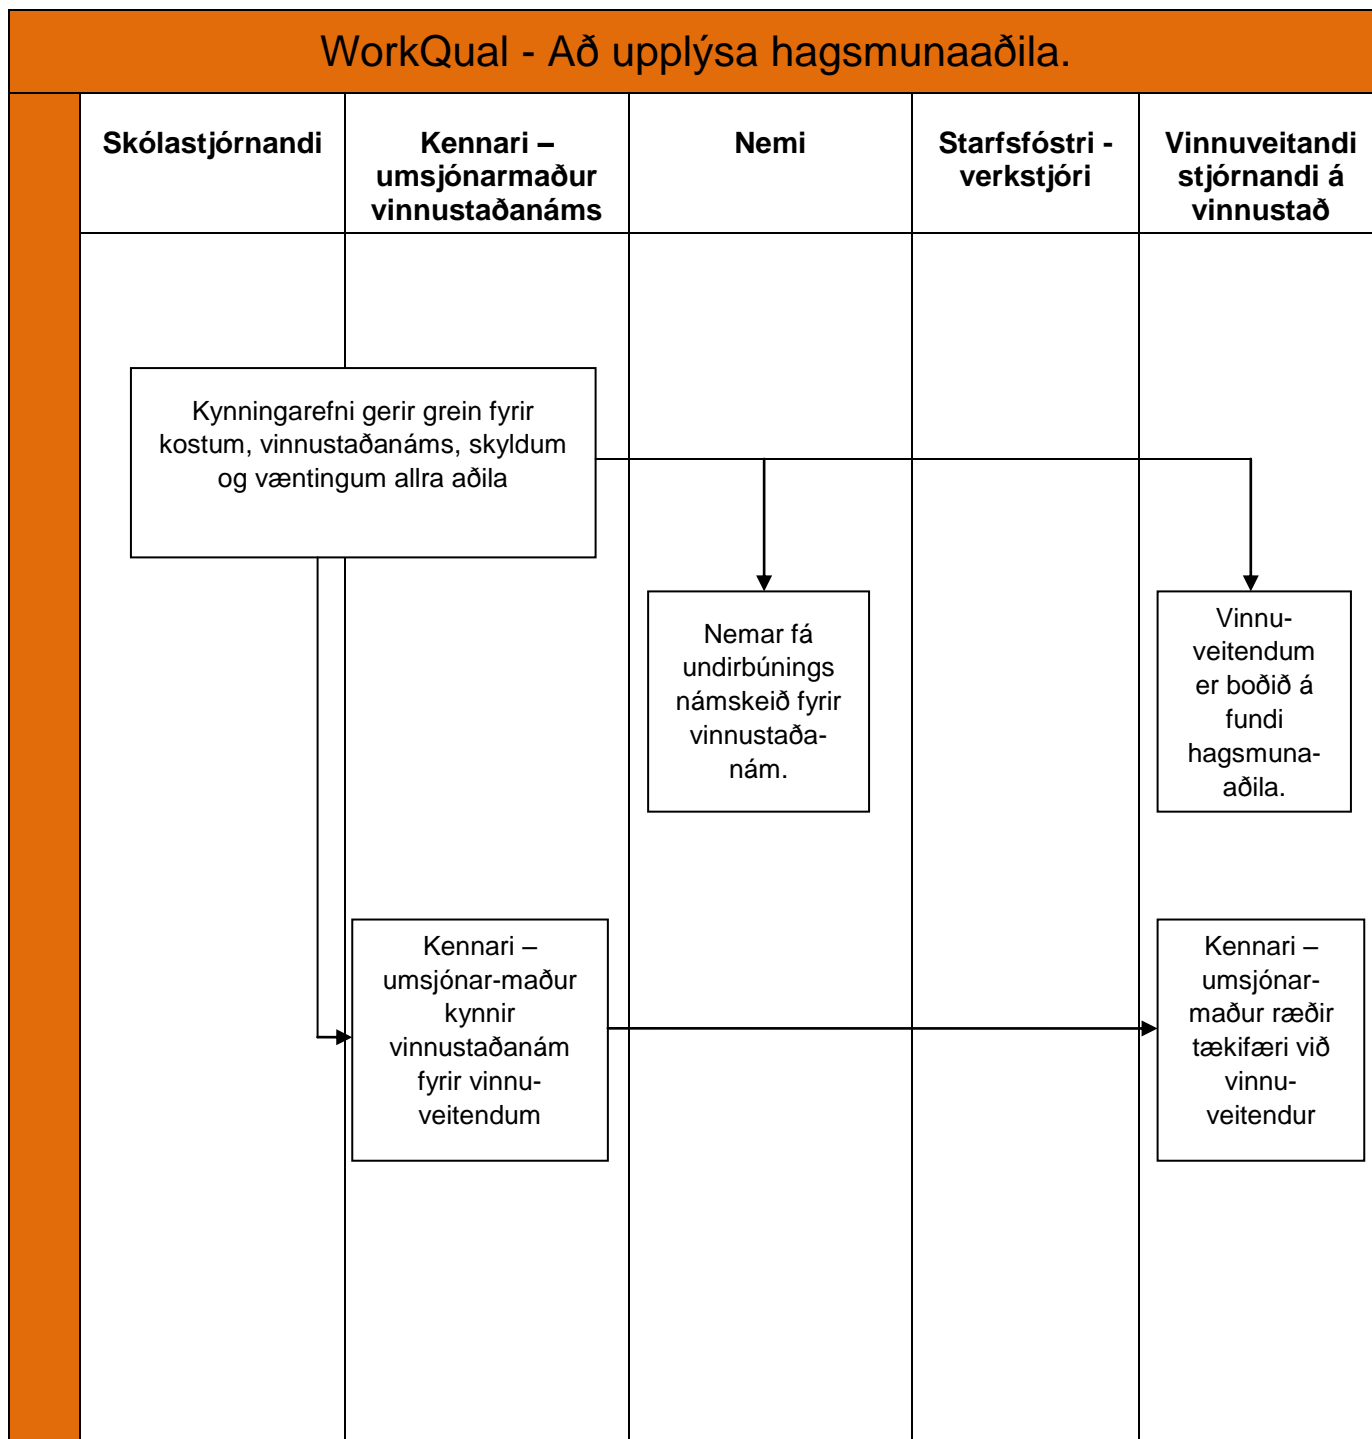 WorkQual - Að upplýsa hagsmunaaðila.
Skólastjórnandi
Kennari –
umsjónarmaður
vinnustaðanáms
Nemi
Starfsfóstri -
verkstjóri
Vinnuveitandi
stjórnandi á
vinnustað
Kynningarefni gerir grein fyrir
kostum, vinnustaðanáms, skyldum
og væntingum allra aðila
Nemar fá
undirbúnings
námskeið fyrir
vinnustaða-
nám.
Vinnu-
veitendum
er boðið á
fundi
hagsmuna-
aðila.
Kennari –
umsjónar-maður
kynnir
vinnustaðanám
fyrir vinnu-
veitendum
Kennari –
umsjónar-
maður ræðir
tækifæri við
vinnu-
veitendur